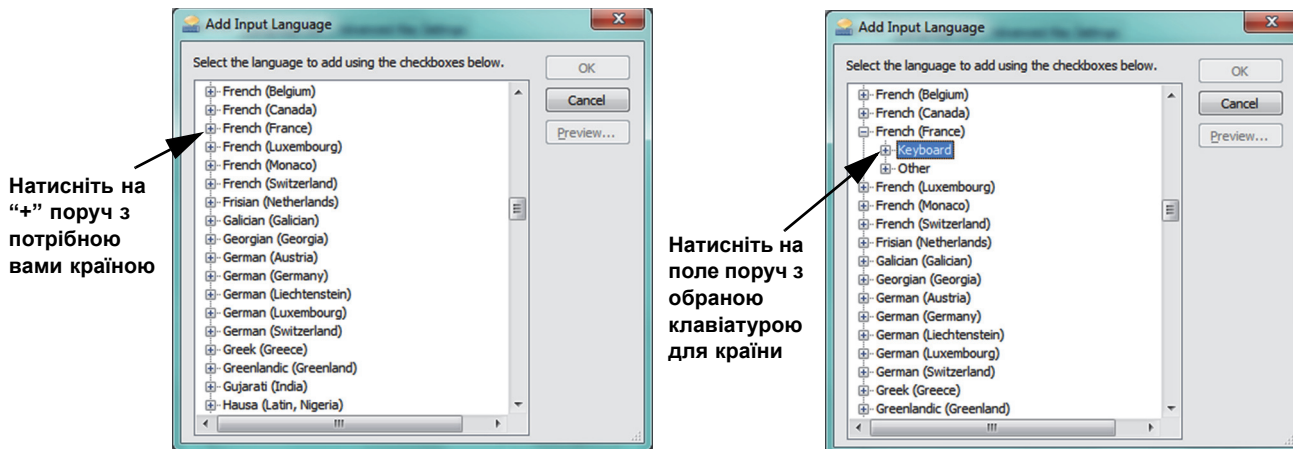 Add Input Language
Select the language to add using the checkboxes below.
French (Belgium)
French (Canada)
French (France)
French (Luxembourg)
French (Monaco)
French (Switzerland)
Frisian (Netherlands)
Galician (Galician)
Georgian (Georgia)
German (Austria)
German (Germany)
German (Liechtenstein)
German (Luxembourg)
German (Switzerland)
Greek (Greece)
Greenlandic (Greenland)
Gujarati (India)
Hausa (Latin, Nigeria)
OK
Cancel
Preview...
Натисніть на
“+” поруч з
потрібною
вами країною
Add Input Language
Select the language to add using the checkboxes below.
French (Belgium)
French (Canada)
French (France)
Keyboard
Other
French (Luxembourg)
French (Monaco)
French (Switzerland)
Frisian (Netherlands)
Galician (Galician)
Georgian (Georgia)
German (Austria)
German (Germany)
German (Liechtenstein)
German (Luxembourg)
German (Switzerland)
Greek (Greece)
Greenlandic (Greenland)
OK
Cancel
Preview...
Натисніть на
поле поруч з
обраною
клавіатурою
для країни